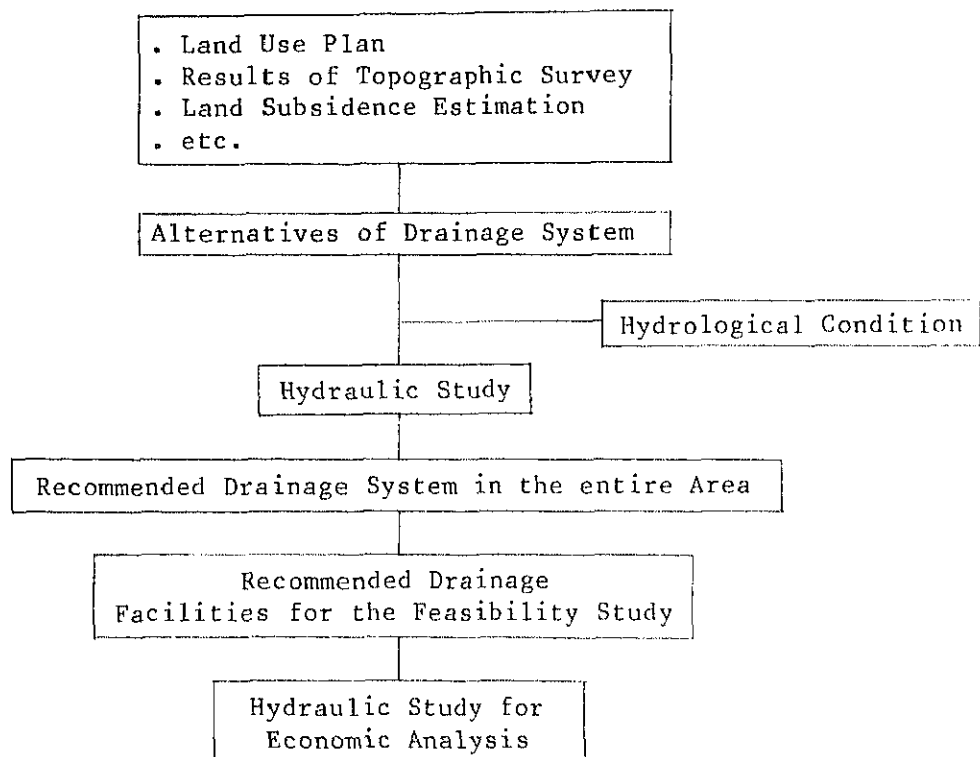 . Land Use Plan
. Results of Topographic Survey
. Land Subsidence Estimation
. etc.
Alternatives of Drainage System
Hydrological Condition
Hydraulic Study
Recommended Drainage System in the entire Area
Recommended Drainage
Facilities for the Feasibility Study
Hydraulic Study for
Economic Analysis